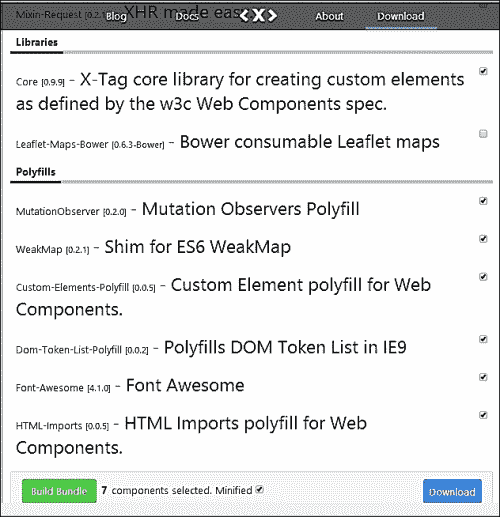 Mixin-Request [0.2. XHR made eas
Blog Docs <X> About Download
Libraries
Core [0.9.9] - X-Tag core library for creating custom elements
as defined by the w3c Web Components spec.
Leaflet-Maps-Bower [0.6.3-Bower] - Bower consumable Leaflet maps
Polyfills
MutationObserver [0.2.0] - Mutation Observers Polyfill
WeakMap [0.2.1] - Shim for ES6 WeakMap
Custom-Elements-Polyfill [0.0.5] - Custom Element polyfill for Web
Components.
Dom-Token-List-Polyfill [0.0.2] - Polyfills DOM Token List in IE9
Font-Awesome [4.1.0] - Font Awesome
HTML-Imports [0.0.5] - HTML Imports polyfill for Web
Components.
Build Bundle 7 components selected. Minified Download